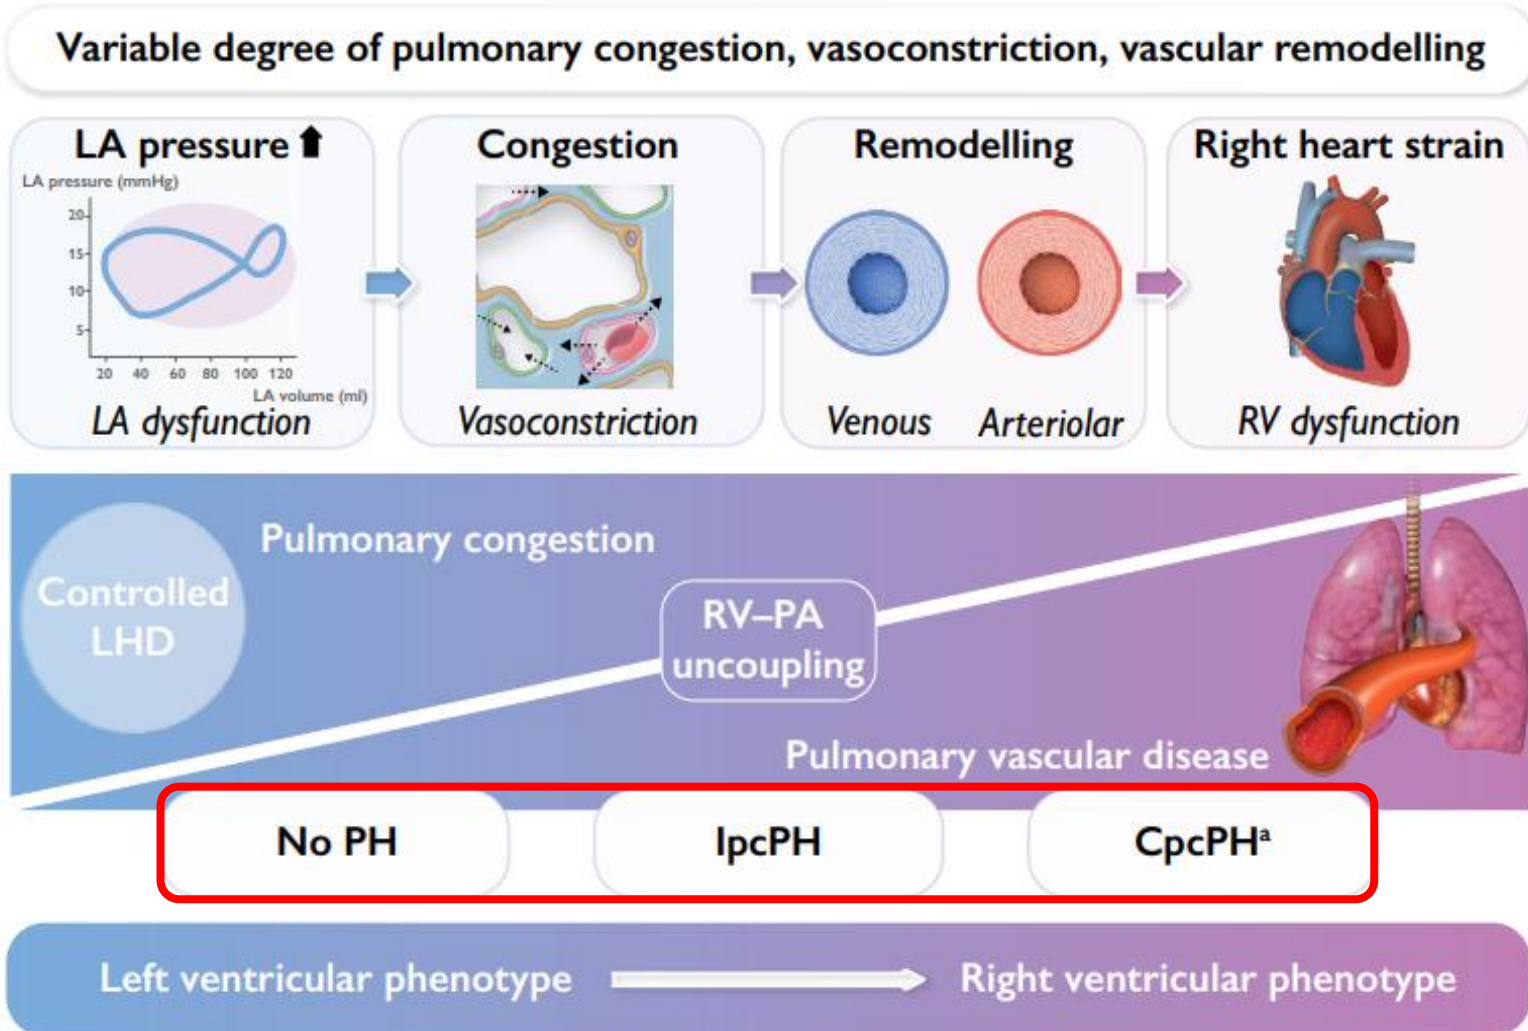 Variable degree of pulmonary congestion, vasoconstriction, vascular remodelling
LA pressure
LA pressure (mmHg)
20
15
10
5
20 40 60 80 100 120
LA volume (ml)
LA dysfunction
Congestion
Vasoconstriction
Remodelling
Venous Arteriolar
Right heart strain
RV dysfunction
Controlled
LHD
Pulmonary congestion
RV–PA
uncoupling
Pulmonary vascular disease
No PH
IpcPH
CpcPHᵃ
Left ventricular phenotype
Right ventricular phenotype